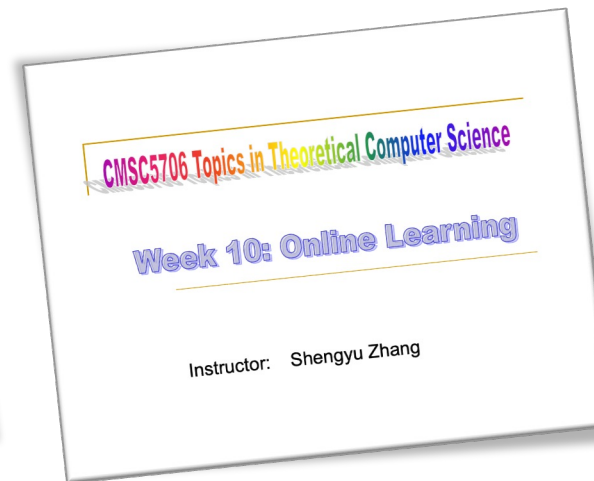 CMSC5706 Topics in Theoretical Computer Science
Week 10: Online Learning
Instructor: Shengyu Zhang